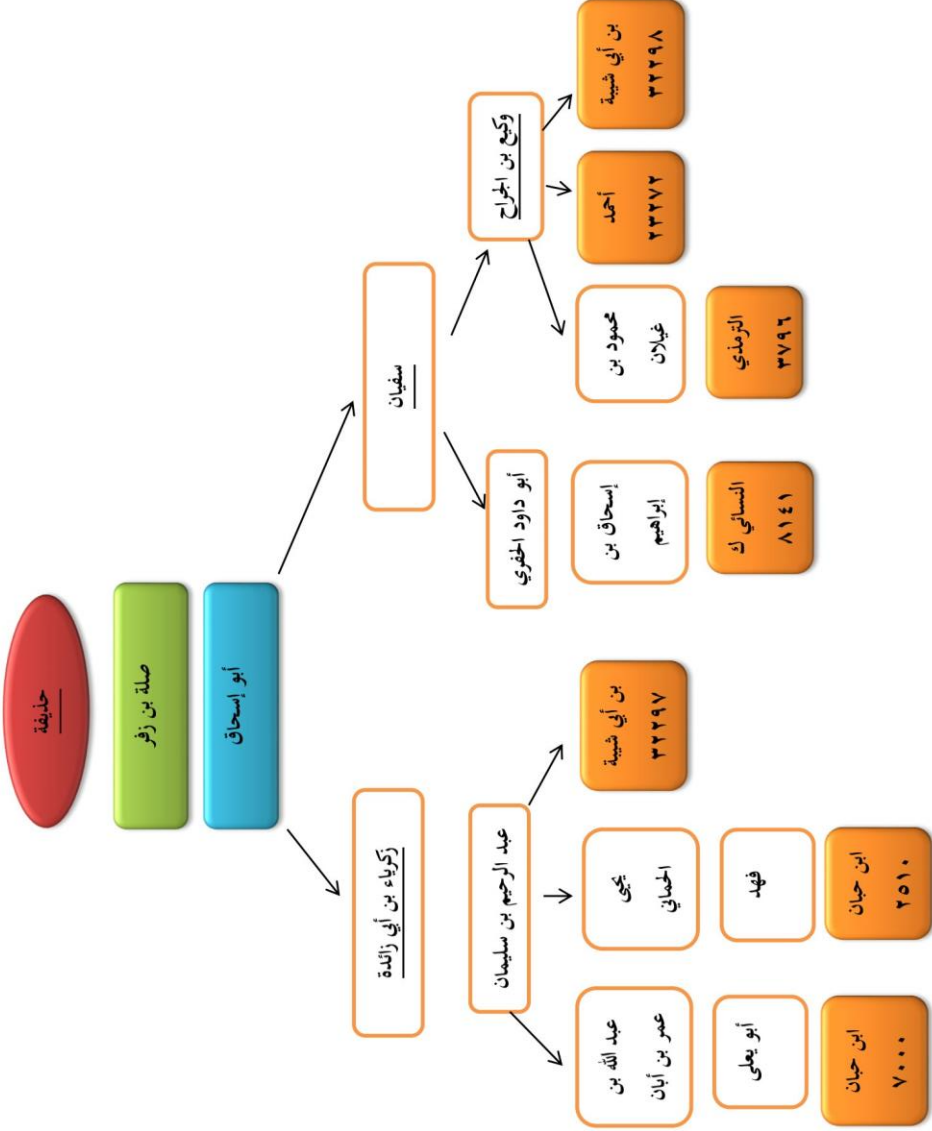 حذيفة
صلة بن زفر
أبو إسحاق
سفيان
زكرياء بن أبي زائدة
وكيع بن الجراح
أبو داود الحفري
عبد الرحيم بن سليمان
بن أبي شيبة
٣٢٢٩٨
أحمد
٢٣٢٧٢
محمود بن
غيلان
إسحاق بن
إبراهيم
بن أبي شيبة
٣٢٢٩٧
يحيى
الحماني
عبد الله بن
عمر بن أبان
الترمذي
٣٧٩٦
النسائي ك
٨١٤١
فهد
أبو يعلى
ابن حبان
٢٥١٠
ابن حبان
٧٠٠٠